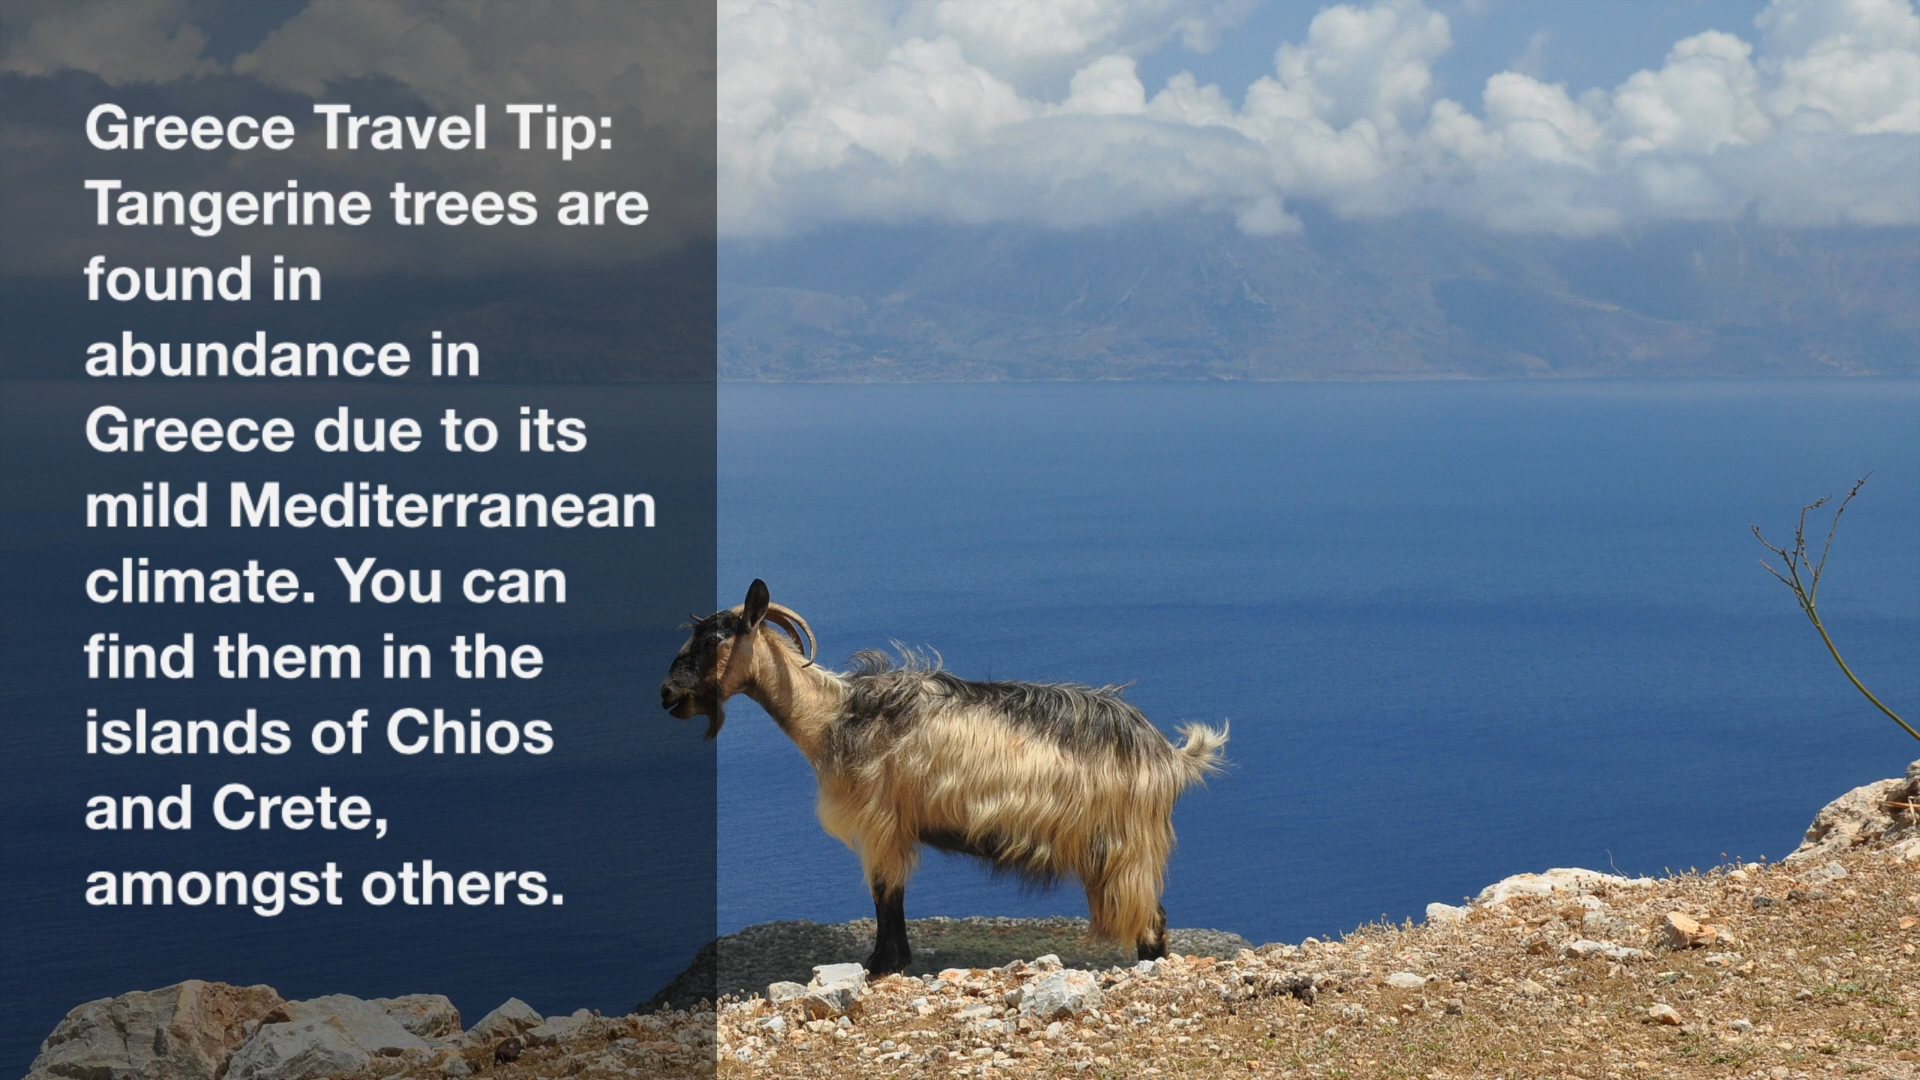 Greece Travel Tip:
Tangerine trees are
found in
abundance in
Greece due to its
mild Mediterranean
climate. You can
find them in the
islands of Chios
and Crete,
amongst others.